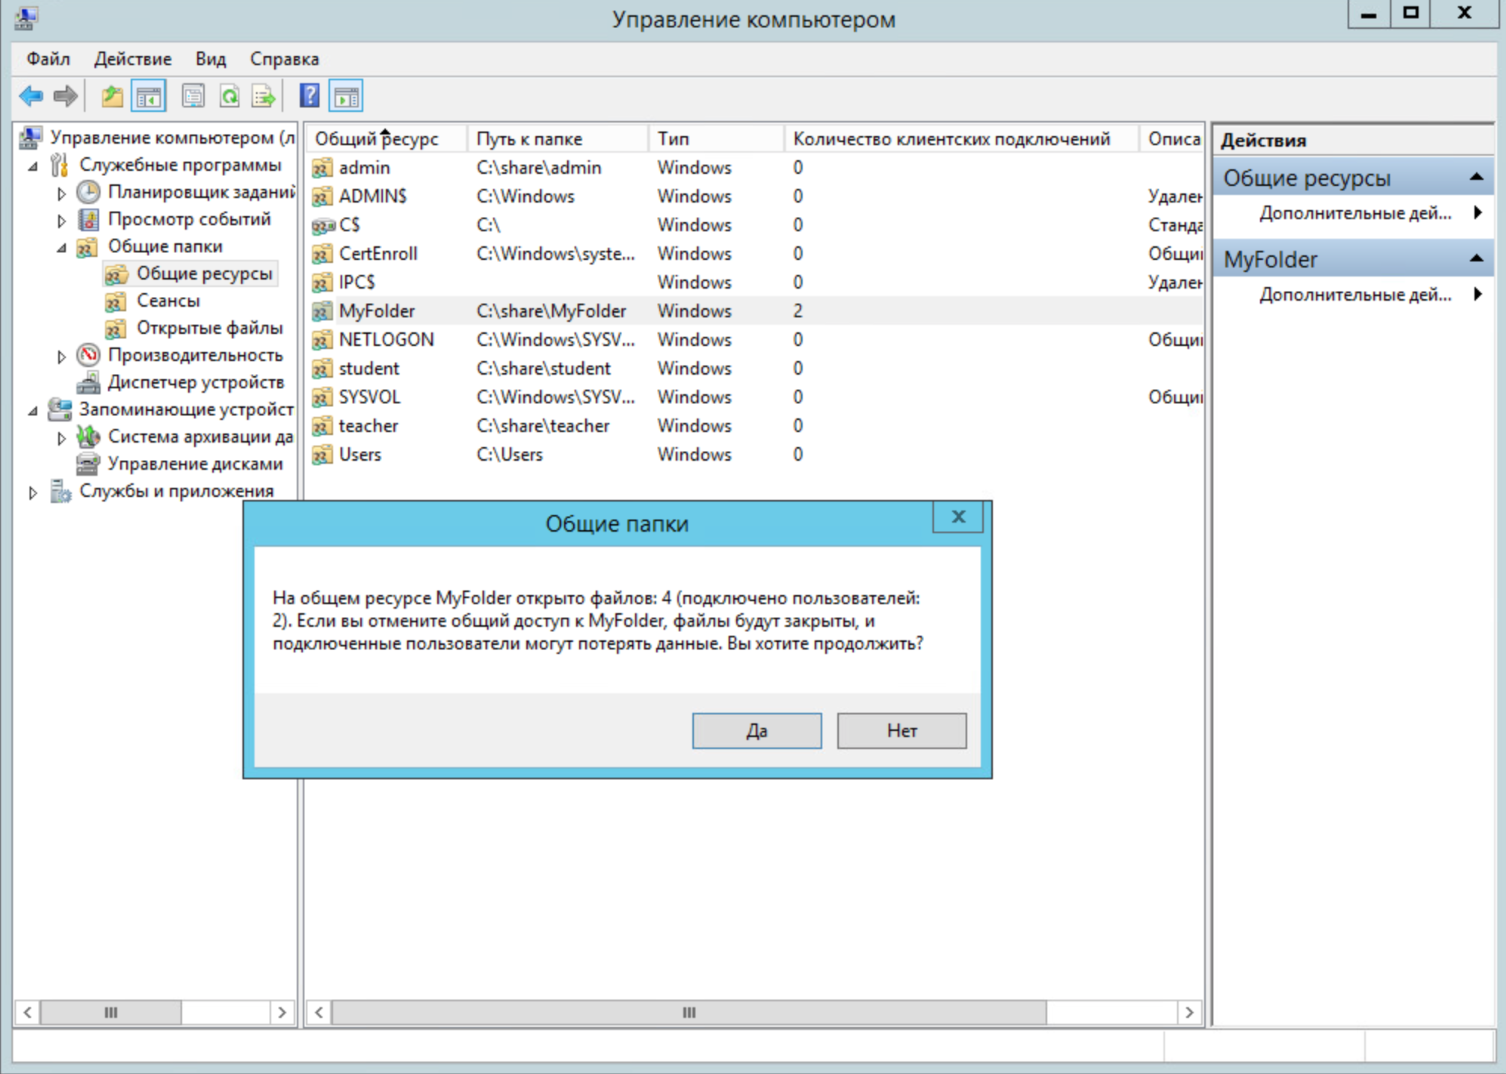 Управление компьютером
Файл Действие Вид Справка
Управление компьютером (л
Служебные программы
Планировщик заданий
Просмотр событий
Общие папки
Общие ресурсы
Сеансы
Открытые файлы
Производительность
Диспетчер устройств
Запоминающие устройст
Система архивации да
Управление дисками
Службы и приложения
Общий ресурс Путь к папке Тип Количество клиентских подключений Описа
admin C:\share\admin Windows 0
ADMIN$ C:\Windows Windows 0 Удален
C$ C:\ Windows 0 Станда
CertEnroll C:\Windows\syste... Windows 0 Общи
IPC$ Windows 0 Удален
MyFolder C:\share\MyFolder Windows 2
NETLOGON C:\Windows\SYSV... Windows 0 Общи
student C:\share\student Windows 0
SYSVOL C:\Windows\SYSV... Windows 0 Общи
teacher C:\share\teacher Windows 0
Users C:\Users Windows 0
Действия
Общие ресурсы
Дополнительные дей...
MyFolder
Дополнительные дей...
Общие папки
На общем ресурсе MyFolder открыто файлов: 4 (подключено пользователей:
2). Если вы отмените общий доступ к MyFolder, файлы будут закрыты, и
подключенные пользователи могут потерять данные. Вы хотите продолжить?
Да Нет